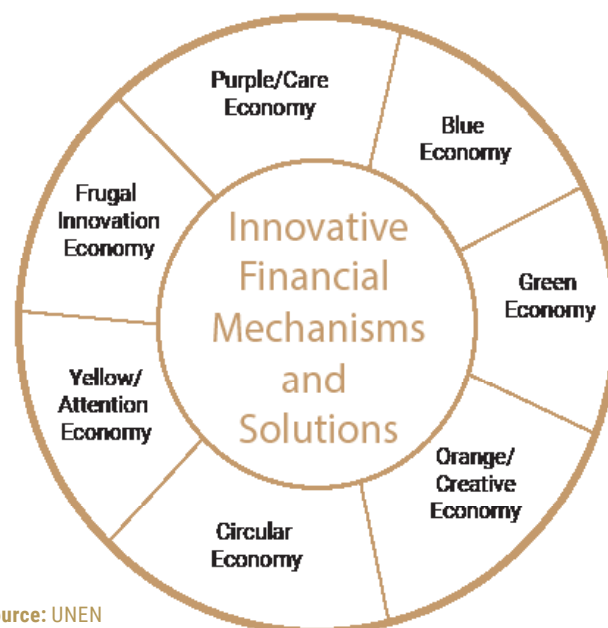 Purple/Care
Economy
Blue
Economy
Green
Economy
Orange/
Creative
Economy
Circular
Economy
Yellow/
Attention
Economy
Frugal
Innovation
Economy
Innovative
Financial
Mechanisms
and
Solutions
ource: UNEN